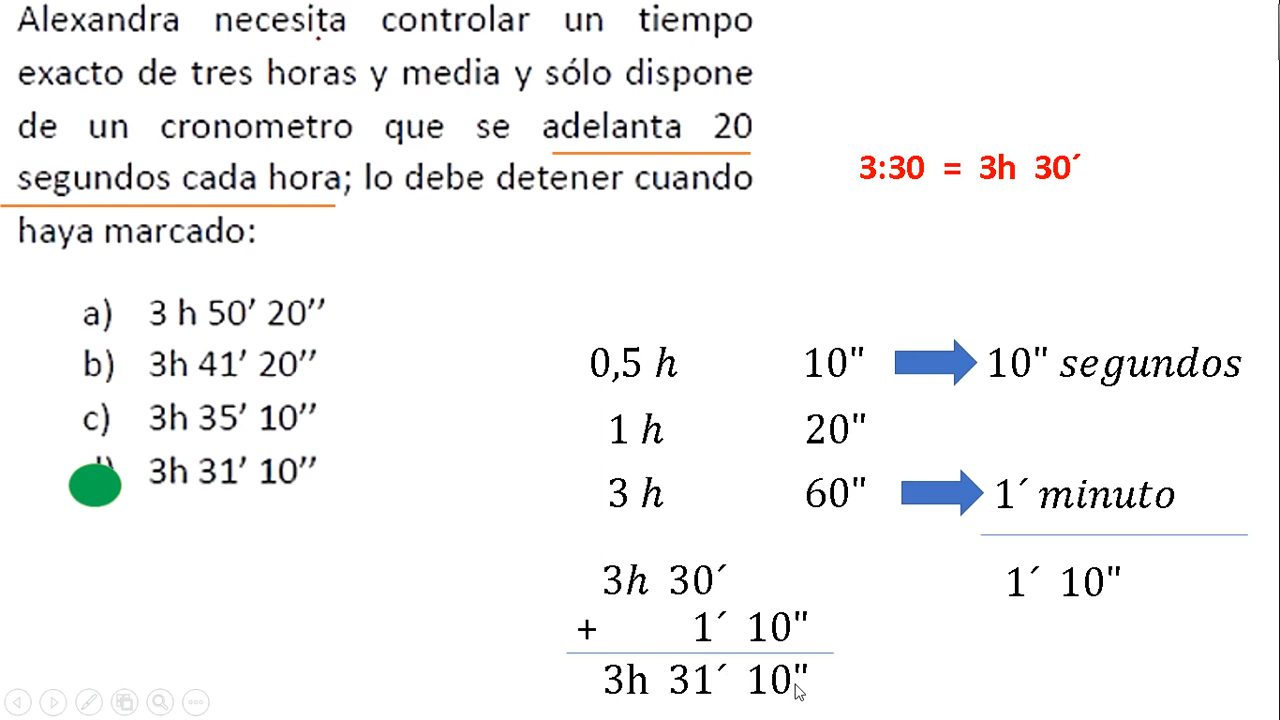 Alexandra necesita controlar un tiempo
exacto de tres horas y media y sólo dispone
de un cronometro que se adelanta 20
segundos cada hora; lo debe detener cuando
haya marcado:
3:30 = 3h 30´
a) 3 h 50’ 20’’
b) 3h 41’ 20’’
c) 3h 35’ 10’’
3h 31’ 10’’
0,5 h 10" 10" segundos
1 h 20"
3 h 60" 1´ minuto
1´ 10"
3h 30´
+ 1´ 10"
3h 31´ 10"